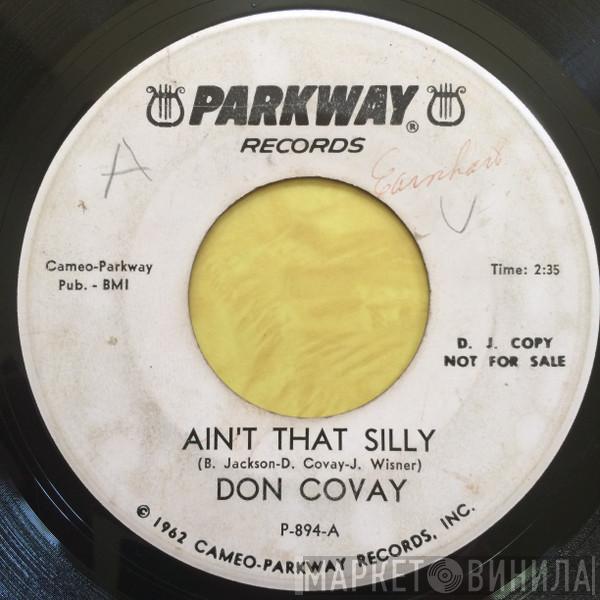 PARKWAY®
RECORDS
A
Earnhart
V
Cameo-Parkway
Pub. - BMI
Time: 2:35
D. J. COPY
NOT FOR SALE
AIN'T THAT SILLY
(B. Jackson-D. Covay-J. Wisner)
DON COVAY
P-894-A
© 1962 CAMEO-PARKWAY RECORDS, INC.
МАРКЕТ ВИНИЛА